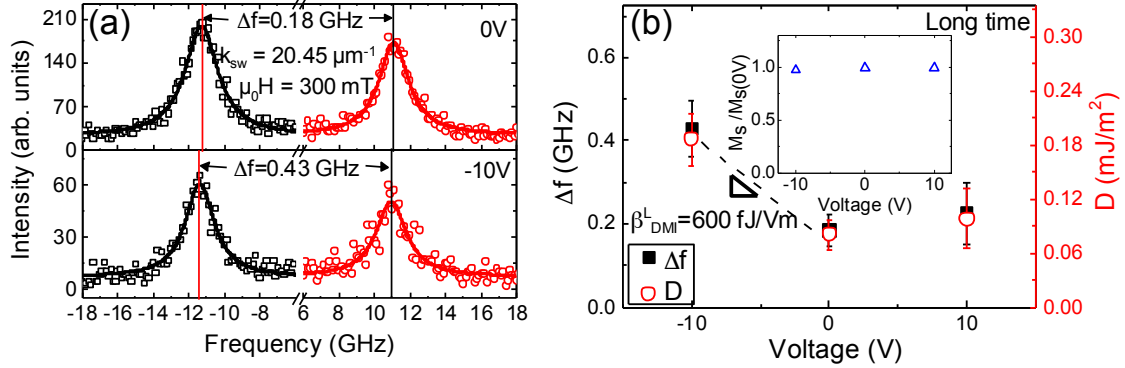 (a)
Δf=0.18 GHz
0V
k_sw = 20.45 μm⁻¹
μ₀H = 300 mT
210
140
70
0
Δf=0.43 GHz
-10V
60
30
0
Intensity (arb. units)
-18 -16 -14 -12 -10 -8 -6 6 8 10 12 14 16 18
Frequency (GHz)
(b)
Long time
0.6
0.4
0.2
0.0
Δf (GHz)
1.0
0.5
0.0
M_S /M_S(0V)
-10 0 10
Voltage (V)
β^L_DMI=600 fJ/Vm
Δf
D
-10 0 10
Voltage (V)
0.30
0.24
0.18
0.12
0.06
0.00
D (mJ/m²)